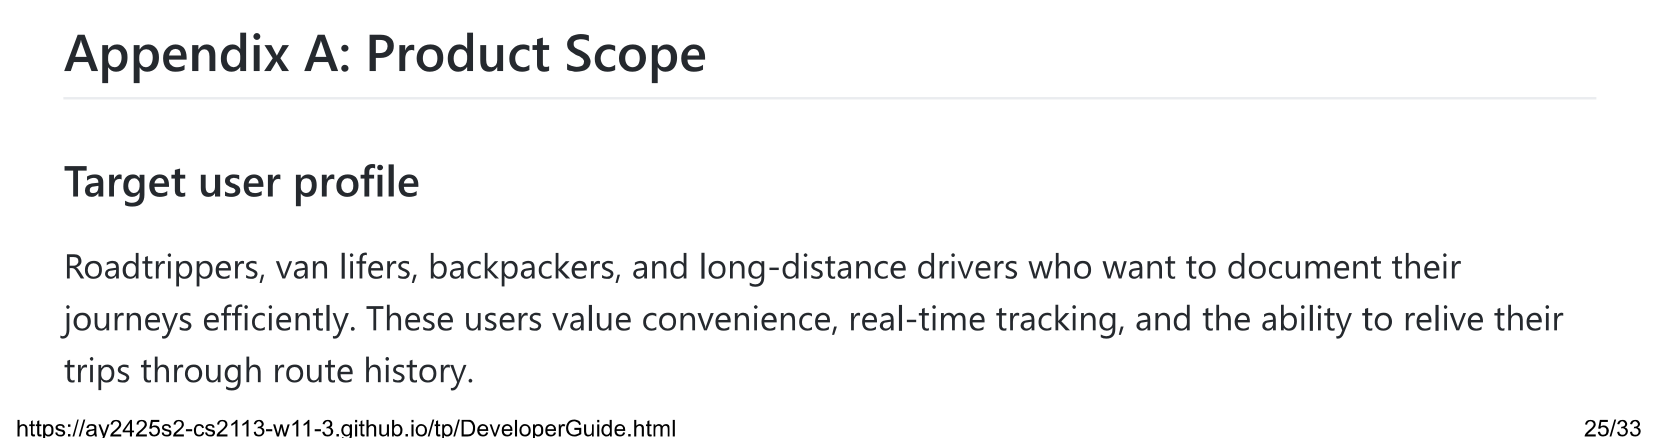 Appendix A: Product Scope
Target user profile
Roadtrippers, van lifers, backpackers, and long-distance drivers who want to document their
journeys efficiently. These users value convenience, real-time tracking, and the ability to relive their
trips through route history.
https://ay2425s2-cs2113-w11-3.github.io/tp/DeveloperGuide.html 25/33